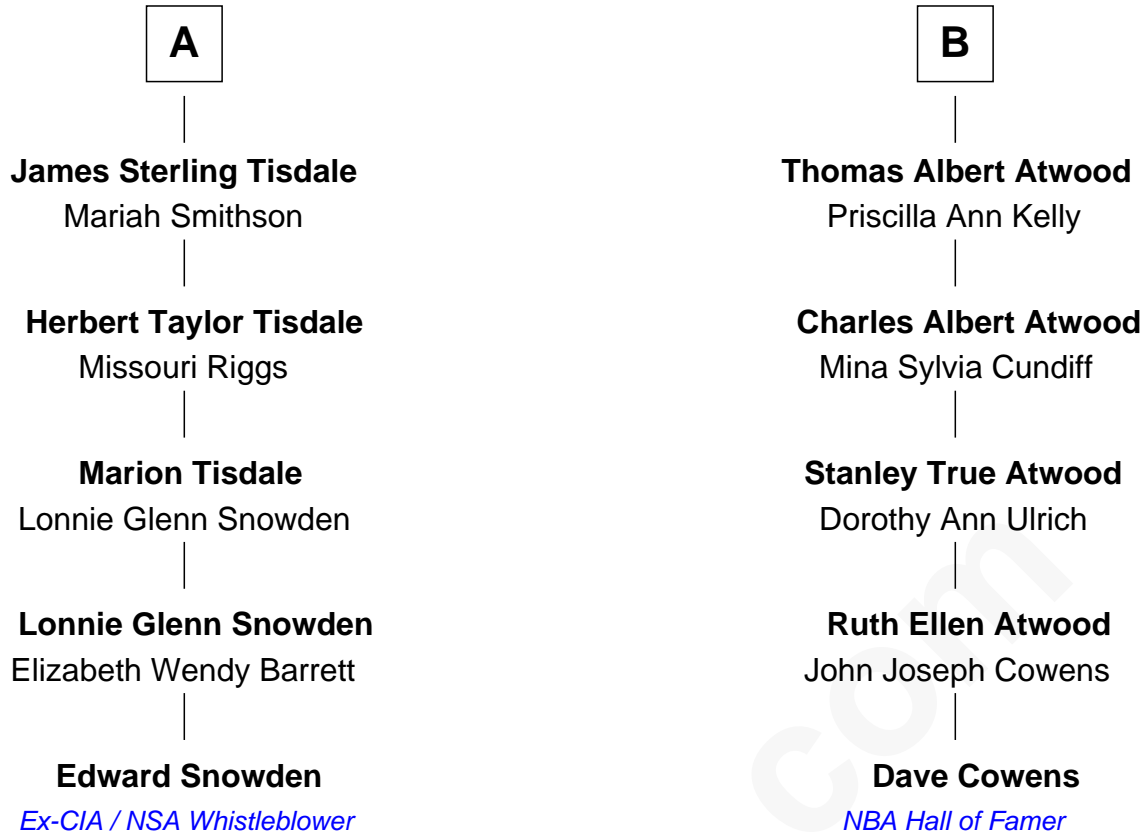 A
James Sterling Tisdale
Mariah Smithson
Herbert Taylor Tisdale
Missouri Riggs
Marion Tisdale
Lonnie Glenn Snowden
Lonnie Glenn Snowden
Elizabeth Wendy Barrett
Edward Snowden
Ex-CIA / NSA Whistleblower
B
Thomas Albert Atwood
Priscilla Ann Kelly
Charles Albert Atwood
Mina Sylvia Cundiff
Stanley True Atwood
Dorothy Ann Ulrich
Ruth Ellen Atwood
John Joseph Cowens
Dave Cowens
NBA Hall of Famer
com